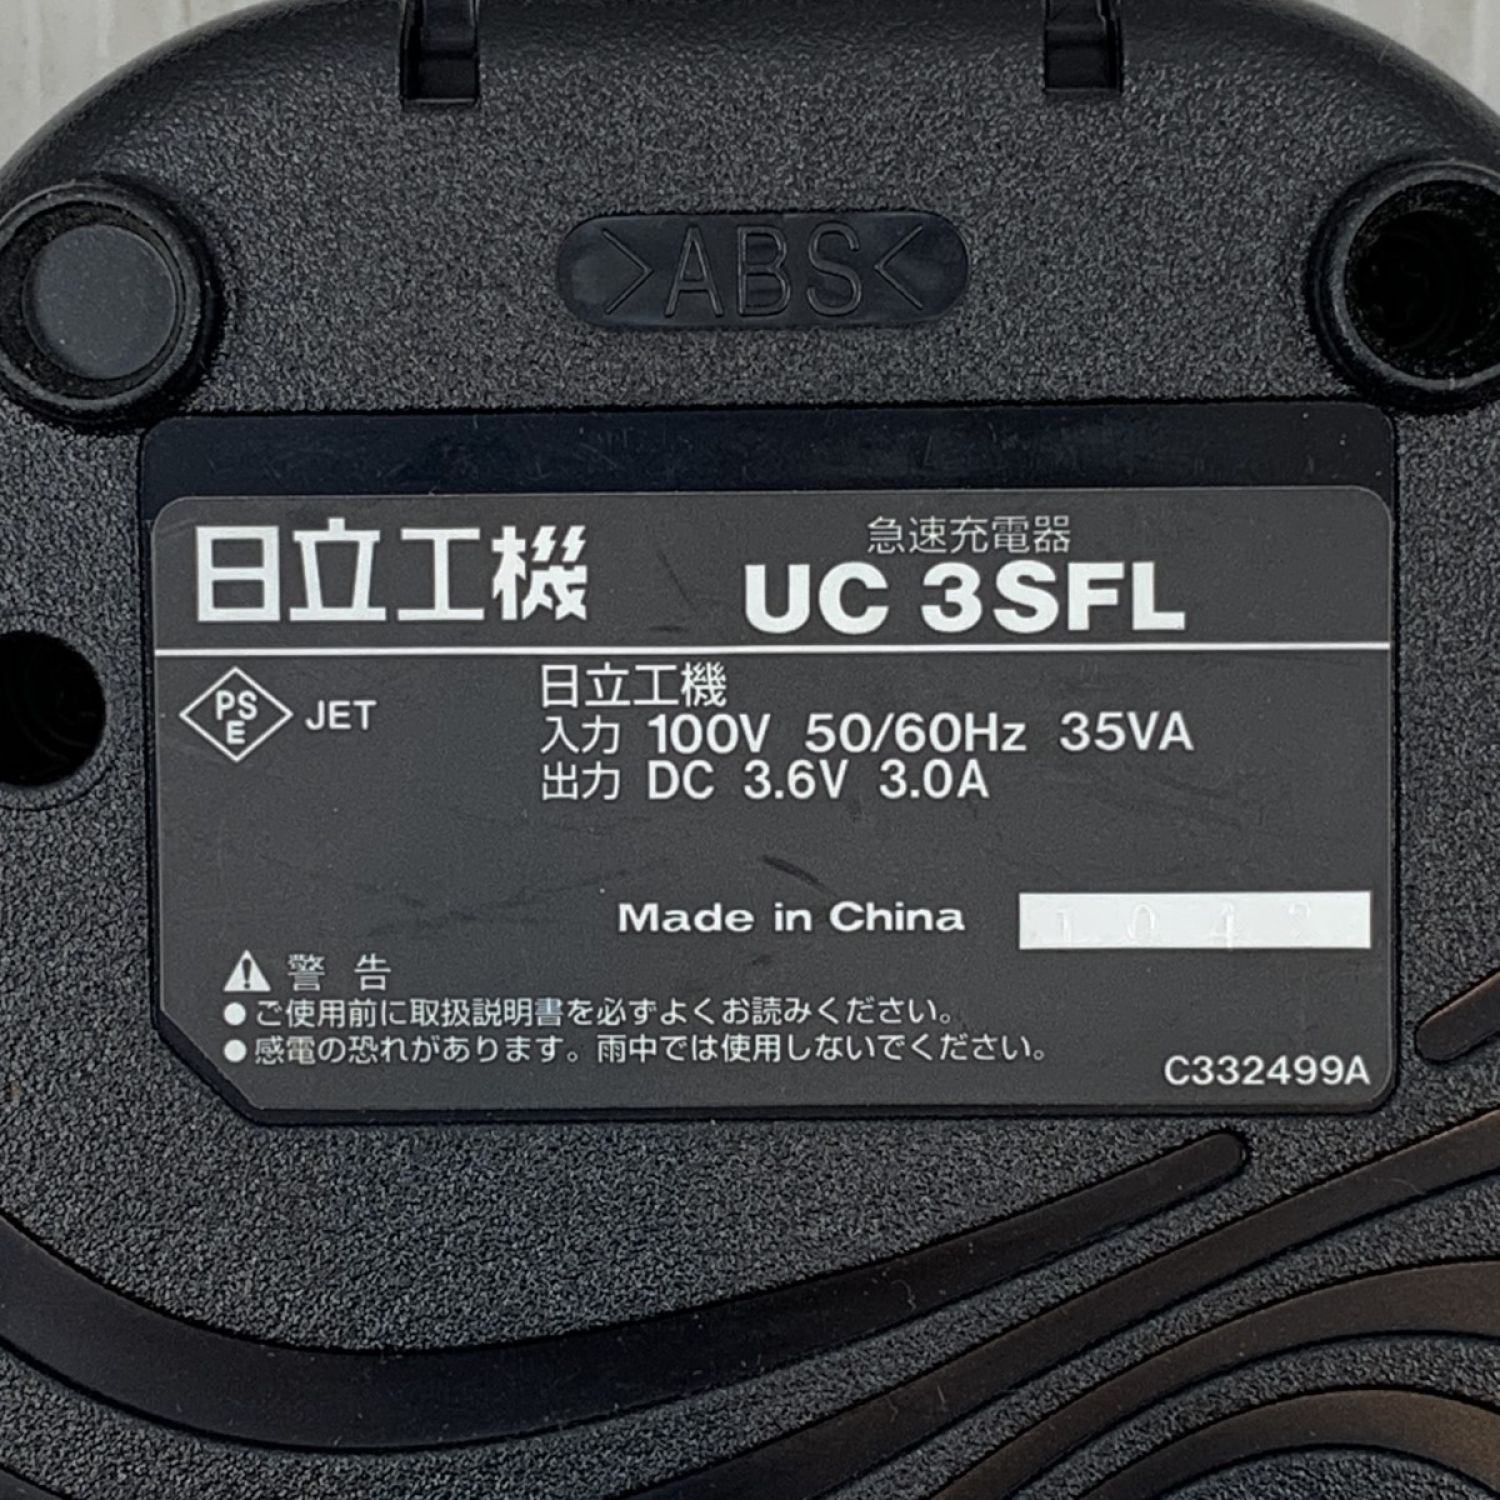 >ABS<
日立工機
急速充電器
UC 3SFL
PSE JET
日立工機
入力 100V 50/60Hz 35VA
出力 DC 3.6V 3.0A
Made in China
⚠ 警 告
● ご使用前に取扱説明書を必ずよくお読みください。
● 感電の恐れがあります。雨中では使用しないでください。
C332499A